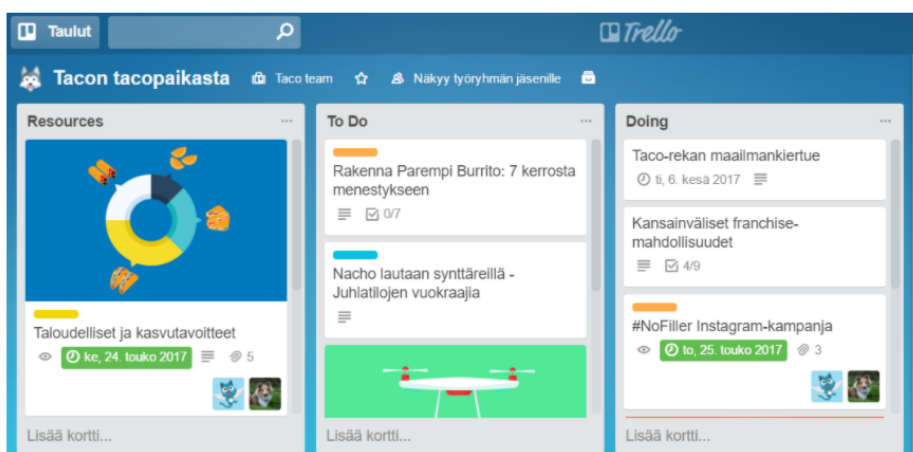 Taulut
Trello
Tacon tacopaikasta
Taco team
Näkyy työryhmän jäsenille
Resources
Taloudelliset ja kasvutavoitteet
ke, 24. touko 2017
5
Lisää kortti...
To Do
Rakenna Parempi Burrito: 7 kerrosta
menestykseen
0/7
Nacho lautaan synttäreillä -
Juhlatilojen vuokraajia
Lisää kortti...
Doing
Taco-rekan maailmankiertue
ti, 6. kesä 2017
Kansainväliset franchise-
mahdollisuudet
4/9
#NoFiller Instagram-kampanja
to, 25. touko 2017
3
Lisää kortti...